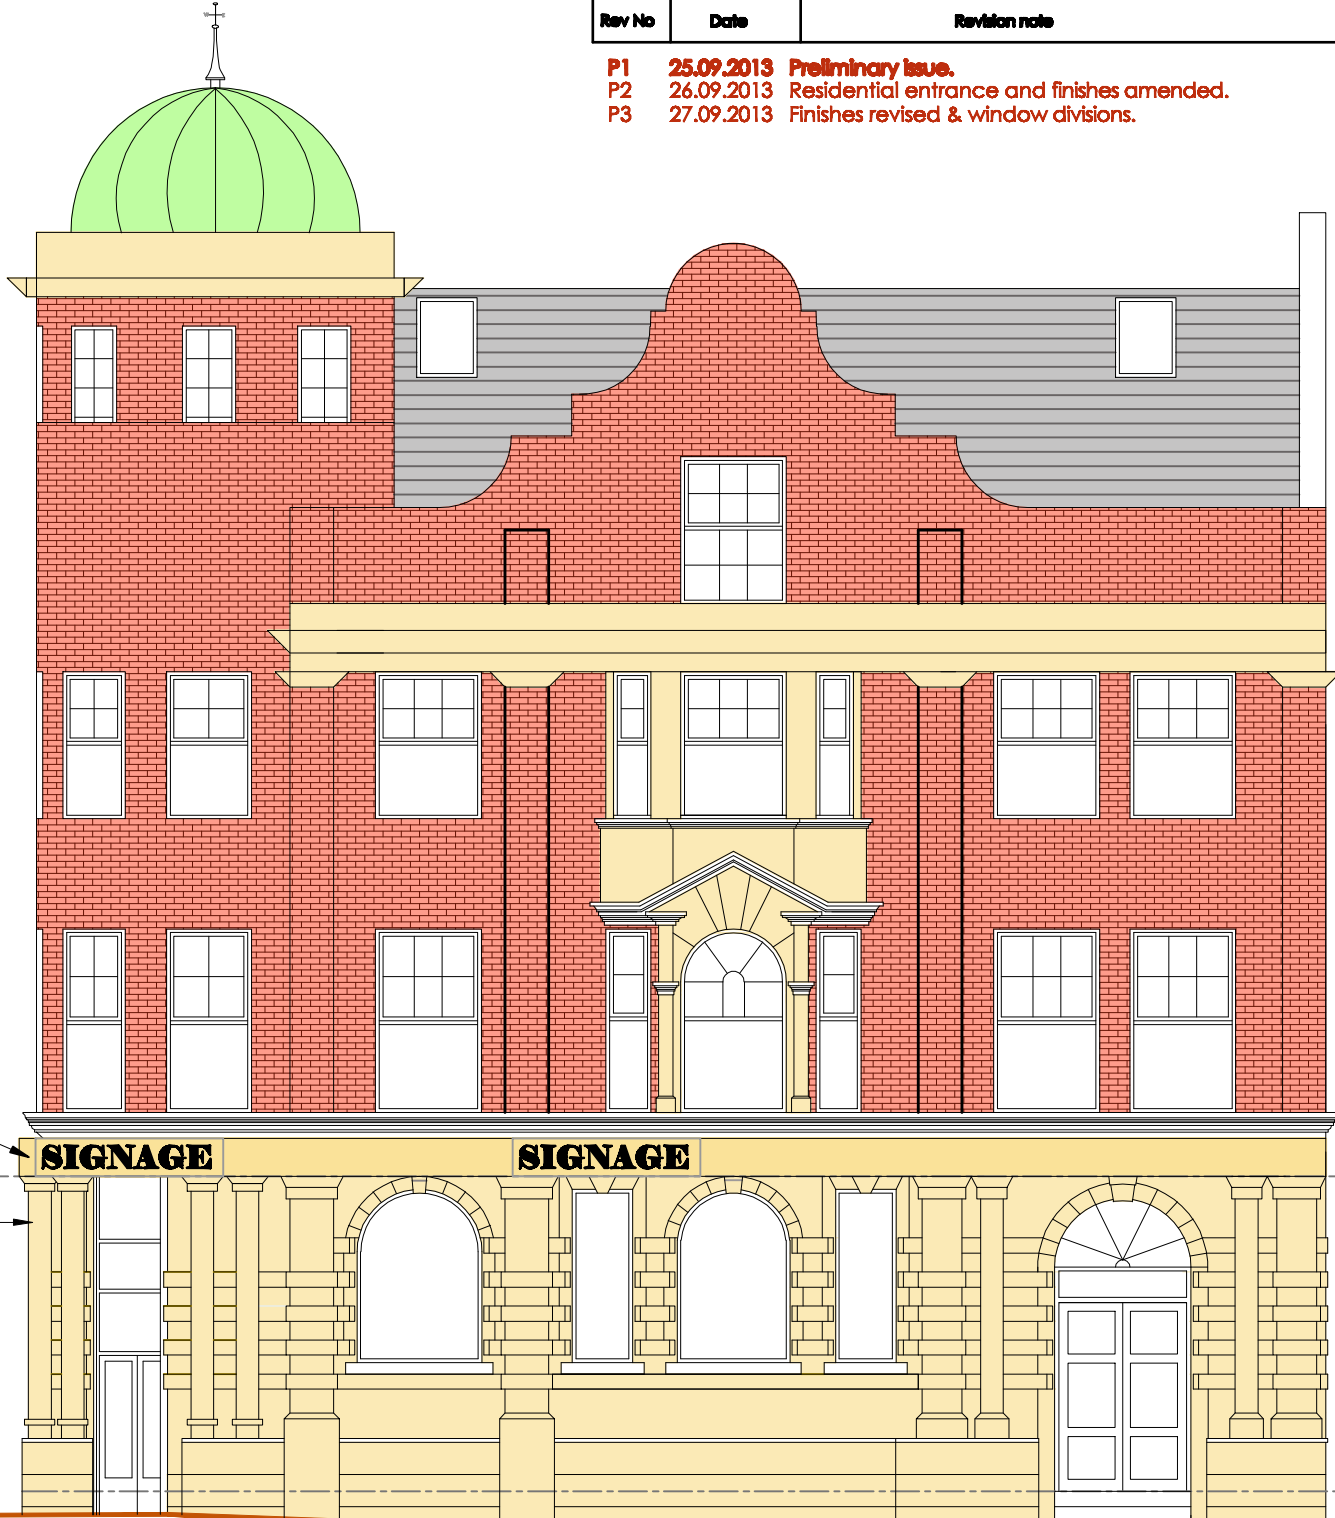 Rev No Date Revision note
P1 25.09.2013 Preliminary issue.
P2 26.09.2013 Residential entrance and finishes amended.
P3 27.09.2013 Finishes revised & window divisions.
SIGNAGE SIGNAGE